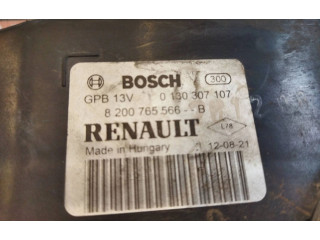 BOSCH 300
GPB 13V 0 130 307 107
8 200 765 566 -- B
RENAULT L/8
Made in Hungary 12-08-21